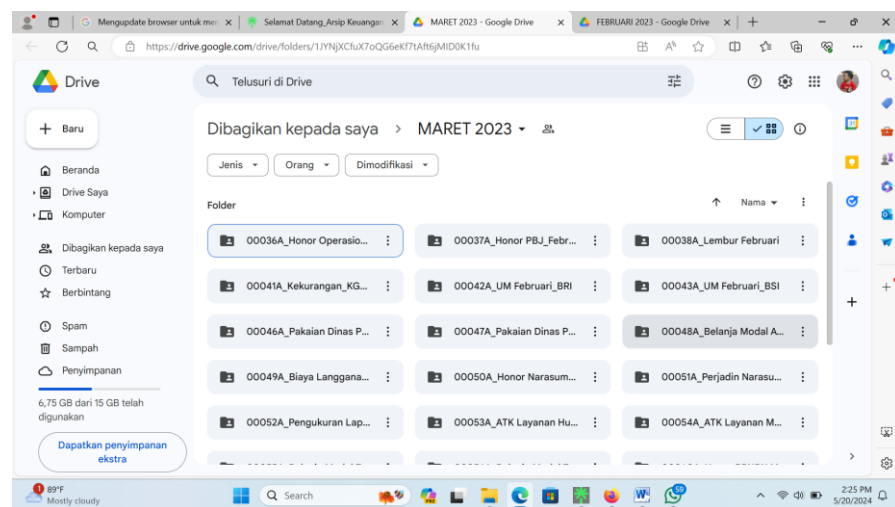 Mengupdate browser untuk men
Selamat Datang_Arsip Keuangan
MARET 2023 - Google Drive
FEBRUARI 2023 - Google Drive
https://drive.google.com/drive/folders/1JYNjXCfuX7oQG6eKf7tAft6jMID0K1fu
Drive
Telusuri di Drive
Baru
Dibagikan kepada saya > MARET 2023
Jenis
Orang
Dimodifikasi
Beranda
Drive Saya
Komputer
Dibagikan kepada saya
Terbaru
Berbintang
Spam
Sampah
Penyimpanan
6,75 GB dari 15 GB telah
digunakan
Dapatkan penyimpanan
ekstra
Folder
Nama
00036A_Honor Operasio...
00037A_Honor PBJ_Febr...
00038A_Lembur Februari
00041A_Kekurangan_KG...
00042A_UM Februari_BRI
00043A_UM Februari_BSI
00046A_Pakaian Dinas P...
00047A_Pakaian Dinas P...
00048A_Belanja Modal A...
00049A_Biaya Langgana...
00050A_Honor Narasum...
00051A_Perjadin Narasu...
00052A_Pengukuran Lap...
00053A_ATK Layanan Hu...
00054A_ATK Layanan M...
89°F
Mostly cloudy
Search
59
2:25 PM
5/20/2024